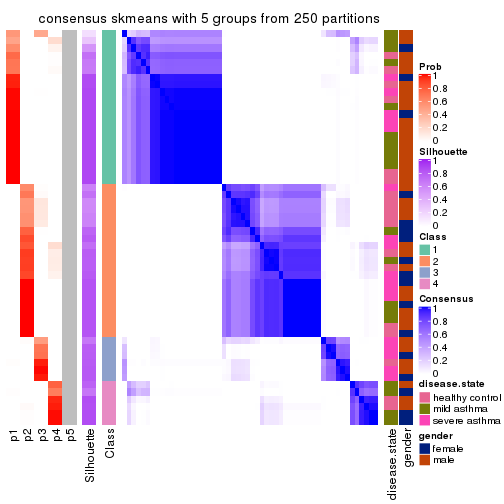 consensus skmeans with 5 groups from 250 partitions
p1
p2
p3
p4
p5
Silhouette
Class
disease.state
gender
Prob
1
0.8
0.6
0.4
0.2
0
Silhouette
1
0.8
0.6
0.4
0.2
0
Class
1
2
3
4
Consensus
1
0.8
0.6
0.4
0.2
0
disease.state
healthy control
mild asthma
severe asthma
gender
female
male